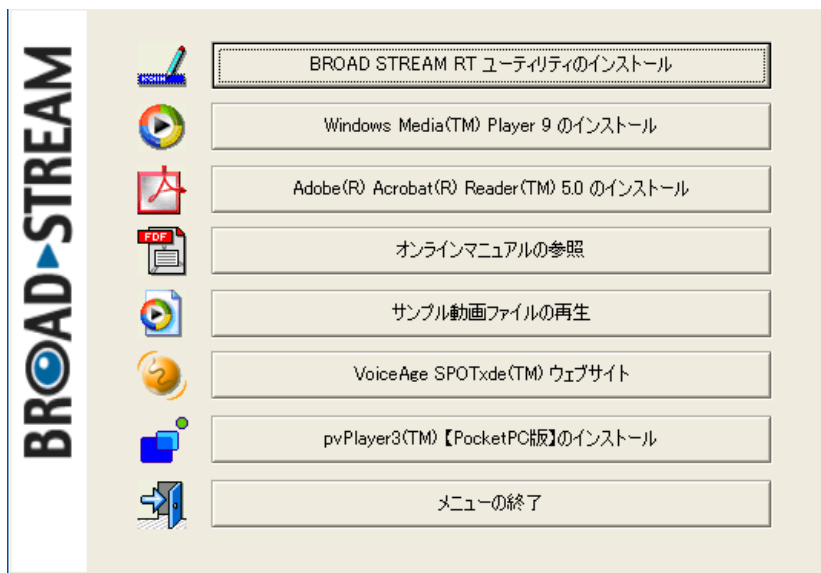 BROAD STREAM
BROAD STREAM RT ユーティリティのインストール
Windows Media(TM) Player 9 のインストール
Adobe(R) Acrobat(R) Reader(TM) 5.0 のインストール
PDF
オンラインマニュアルの参照
サンプル動画ファイルの再生
VoiceAge SPOTxde(TM) ウェブサイト
pvPlayer3(TM)【PocketPC版】のインストール
メニューの終了